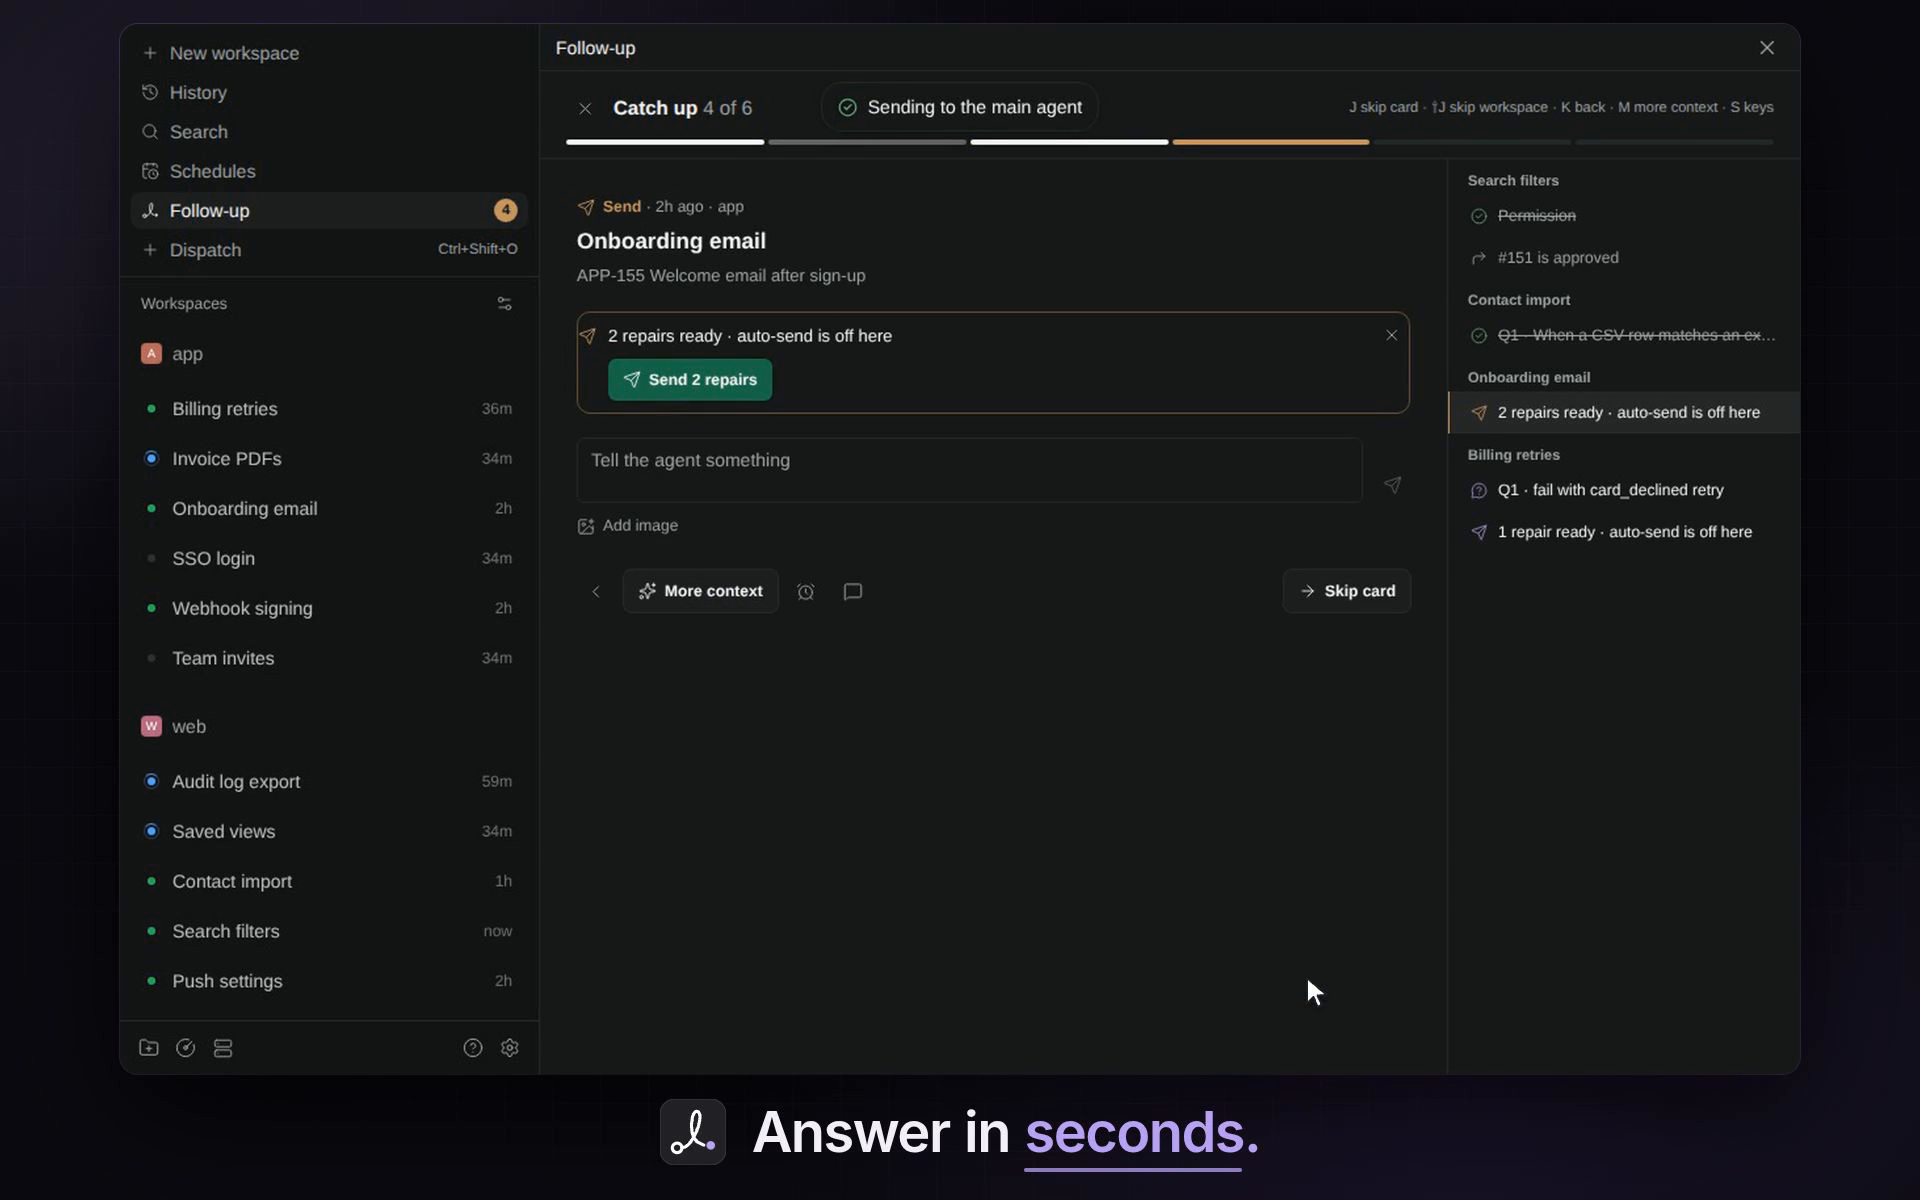 New workspace
History
Search
Schedules
Follow-up 4
Dispatch Ctrl+Shift+O
Workspaces
A app
Billing retries 36m
Invoice PDFs 34m
Onboarding email 2h
SSO login 34m
Webhook signing 2h
Team invites 34m
W web
Audit log export 59m
Saved views 34m
Contact import 1h
Search filters now
Push settings 2h
Follow-up
Catch up 4 of 6
Sending to the main agent
J skip card · ⇧J skip workspace · K back · M more context · S keys
Send · 2h ago · app
Onboarding email
APP-155 Welcome email after sign-up
2 repairs ready · auto-send is off here
Send 2 repairs
Tell the agent something
Add image
More context
Skip card
Search filters
Permission
#151 is approved
Contact import
Q1 · When a CSV row matches an ex…
Onboarding email
2 repairs ready · auto-send is off here
Billing retries
Q1 · fail with card_declined retry
1 repair ready · auto-send is off here
Answer in seconds.